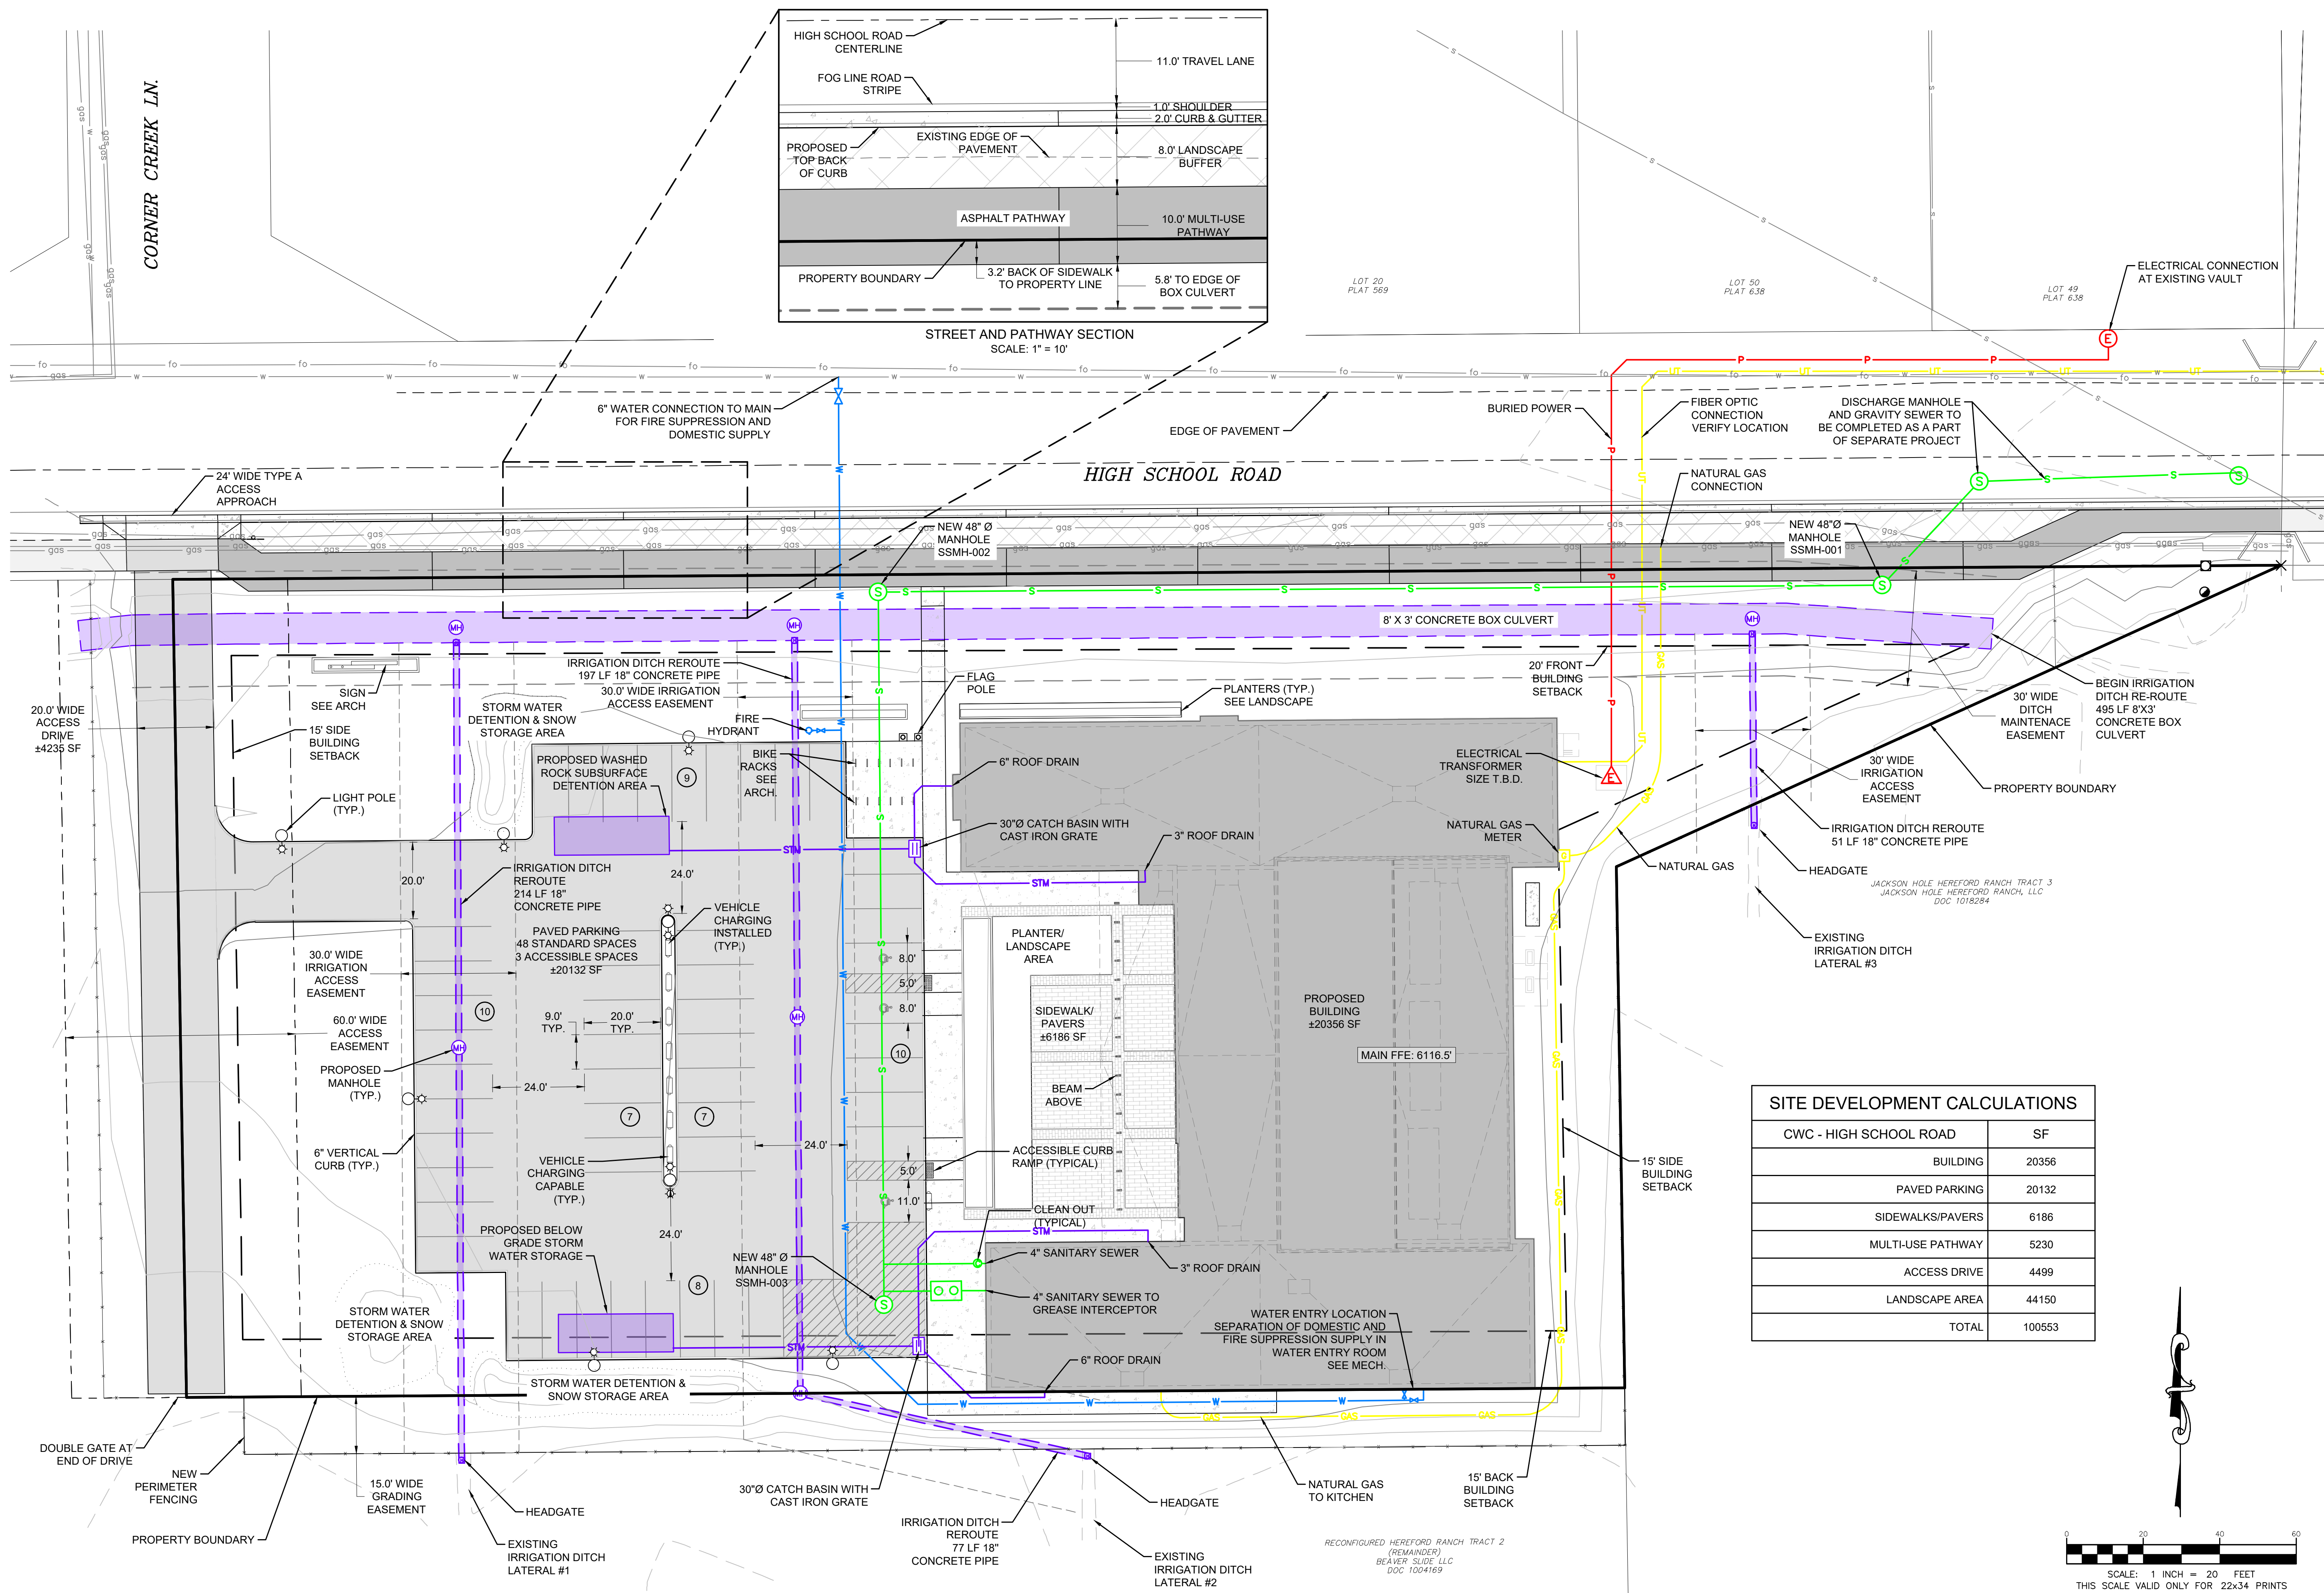 CORNER CREEK LN.
HIGH SCHOOL ROAD
CENTERLINE
FOG LINE ROAD
STRIPE
PROPOSED
TOP BACK
OF CURB
EXISTING EDGE OF
PAVEMENT
ASPHALT PATHWAY
PROPERTY BOUNDARY
3.2' BACK OF SIDEWALK
TO PROPERTY LINE
11.0' TRAVEL LANE
1.0' SHOULDER
2.0' CURB & GUTTER
8.0' LANDSCAPE
BUFFER
10.0' MULTI-USE
PATHWAY
5.8' TO EDGE OF
BOX CULVERT
STREET AND PATHWAY SECTION
SCALE: 1" = 10'
LOT 20
PLAT 569
LOT 50
PLAT 638
LOT 49
PLAT 638
ELECTRICAL CONNECTION
AT EXISTING VAULT
6" WATER CONNECTION TO MAIN
FOR FIRE SUPPRESSION AND
DOMESTIC SUPPLY
EDGE OF PAVEMENT
BURIED POWER
FIBER OPTIC
CONNECTION
VERIFY LOCATION
DISCHARGE MANHOLE
AND GRAVITY SEWER TO
BE COMPLETED AS A PART
OF SEPARATE PROJECT
HIGH SCHOOL ROAD
NATURAL GAS
CONNECTION
24' WIDE TYPE A
ACCESS
APPROACH
NEW 48" Ø
MANHOLE
SSMH-002
NEW 48"Ø
MANHOLE
SSMH-001
8' X 3' CONCRETE BOX CULVERT
20.0' WIDE
ACCESS
DRIVE
±4235 SF
SIGN
SEE ARCH
15' SIDE
BUILDING
SETBACK
STORM WATER
DETENTION & SNOW
STORAGE AREA
IRRIGATION DITCH REROUTE
197 LF 18" CONCRETE PIPE
30.0' WIDE IRRIGATION
ACCESS EASEMENT
FIRE
HYDRANT
BIKE
RACKS
SEE
ARCH.
FLAG
POLE
PLANTERS (TYP.)
SEE LANDSCAPE
20' FRONT
BUILDING
SETBACK
30' WIDE
DITCH
MAINTENACE
EASEMENT
BEGIN IRRIGATION
DITCH RE-ROUTE
495 LF 8'X3'
CONCRETE BOX
CULVERT
PROPOSED WASHED
ROCK SUBSURFACE
DETENTION AREA
9
6" ROOF DRAIN
ELECTRICAL
TRANSFORMER
SIZE T.B.D.
E
30' WIDE
IRRIGATION
ACCESS
EASEMENT
PROPERTY BOUNDARY
LIGHT POLE
(TYP.)
30"Ø CATCH BASIN WITH
CAST IRON GRATE
3" ROOF DRAIN
NATURAL GAS
METER
IRRIGATION DITCH REROUTE
51 LF 18" CONCRETE PIPE
NATURAL GAS
HEADGATE
JACKSON HOLE HEREFORD RANCH TRACT 3
JACKSON HOLE HEREFORD RANCH, LLC
DOC 1018284
EXISTING
IRRIGATION DITCH
LATERAL #3
STM
STM
20.0'
24.0'
IRRIGATION DITCH
REROUTE
214 LF 18"
CONCRETE PIPE
VEHICLE
CHARGING
INSTALLED
(TYP.)
PAVED PARKING
48 STANDARD SPACES
3 ACCESSIBLE SPACES
±20132 SF
PLANTER/
LANDSCAPE
AREA
30.0' WIDE
IRRIGATION
ACCESS
EASEMENT
8.0'
5.0'
8.0'
10
9.0'
TYP.
20.0'
TYP.
SIDEWALK/
PAVERS
±6186 SF
PROPOSED
BUILDING
±20356 SF
60.0' WIDE
ACCESS
EASEMENT
10
MAIN FFE: 6116.5'
PROPOSED
MANHOLE
(TYP.)
24.0'
BEAM
ABOVE
7
7
24.0'
6" VERTICAL
CURB (TYP.)
VEHICLE
CHARGING
CAPABLE
(TYP.)
ACCESSIBLE CURB
RAMP (TYPICAL)
5.0'
11.0'
15' SIDE
BUILDING
SETBACK
SITE DEVELOPMENT CALCULATIONS
CWC - HIGH SCHOOL ROAD SF
BUILDING 20356
PAVED PARKING 20132
SIDEWALKS/PAVERS 6186
MULTI-USE PATHWAY 5230
ACCESS DRIVE 4499
LANDSCAPE AREA 44150
TOTAL 100553
PROPOSED BELOW
GRADE STORM
WATER STORAGE
24.0'
CLEAN OUT
(TYPICAL)
STM
NEW 48" Ø
MANHOLE
SSMH-003
4" SANITARY SEWER
3" ROOF DRAIN
8
4" SANITARY SEWER TO
GREASE INTERCEPTOR
STORM WATER
DETENTION & SNOW
STORAGE AREA
WATER ENTRY LOCATION
SEPARATION OF DOMESTIC AND
FIRE SUPPRESSION SUPPLY IN
WATER ENTRY ROOM
SEE MECH.
STM
6" ROOF DRAIN
STORM WATER DETENTION &
SNOW STORAGE AREA
DOUBLE GATE AT
END OF DRIVE
NEW
PERIMETER
FENCING
15.0' WIDE
GRADING
EASEMENT
HEADGATE
30"Ø CATCH BASIN WITH
CAST IRON GRATE
HEADGATE
NATURAL GAS
TO KITCHEN
15' BACK
BUILDING
SETBACK
PROPERTY BOUNDARY
EXISTING
IRRIGATION DITCH
LATERAL #1
IRRIGATION DITCH
REROUTE
77 LF 18"
CONCRETE PIPE
EXISTING
IRRIGATION DITCH
LATERAL #2
RECONFIGURED HEREFORD RANCH TRACT 2
(REMAINDER)
BEAVER SLIDE LLC
DOC 1004169
0 20 40 60
SCALE: 1 INCH = 20 FEET
THIS SCALE VALID ONLY FOR 22x34 PRINTS